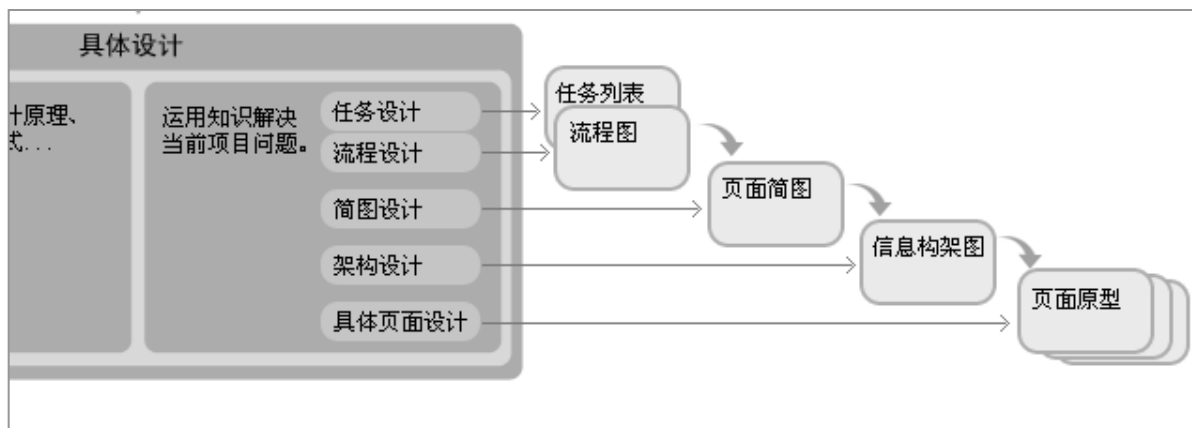 具体设计
计原理、
式...
运用知识解决
当前项目问题。
任务设计
流程设计
简图设计
架构设计
具体页面设计
任务列表
流程图
页面简图
信息构架图
页面原型